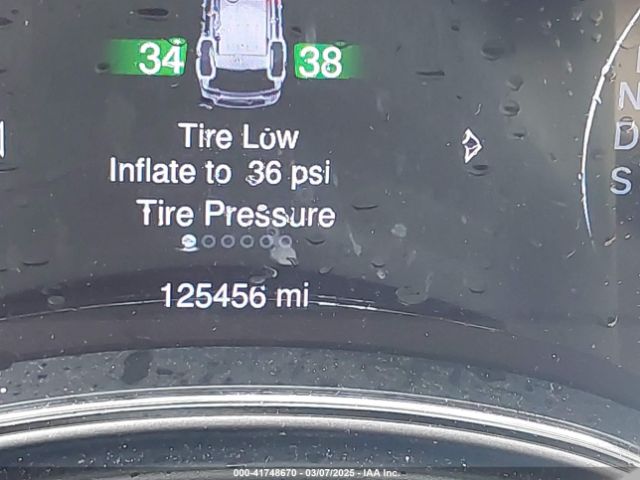 34 38
Tire Low
Inflate to 36 psi
Tire Pressure
125456 mi
N
D
S
000-41748670 - 03/07/2025 - IAA Inc.